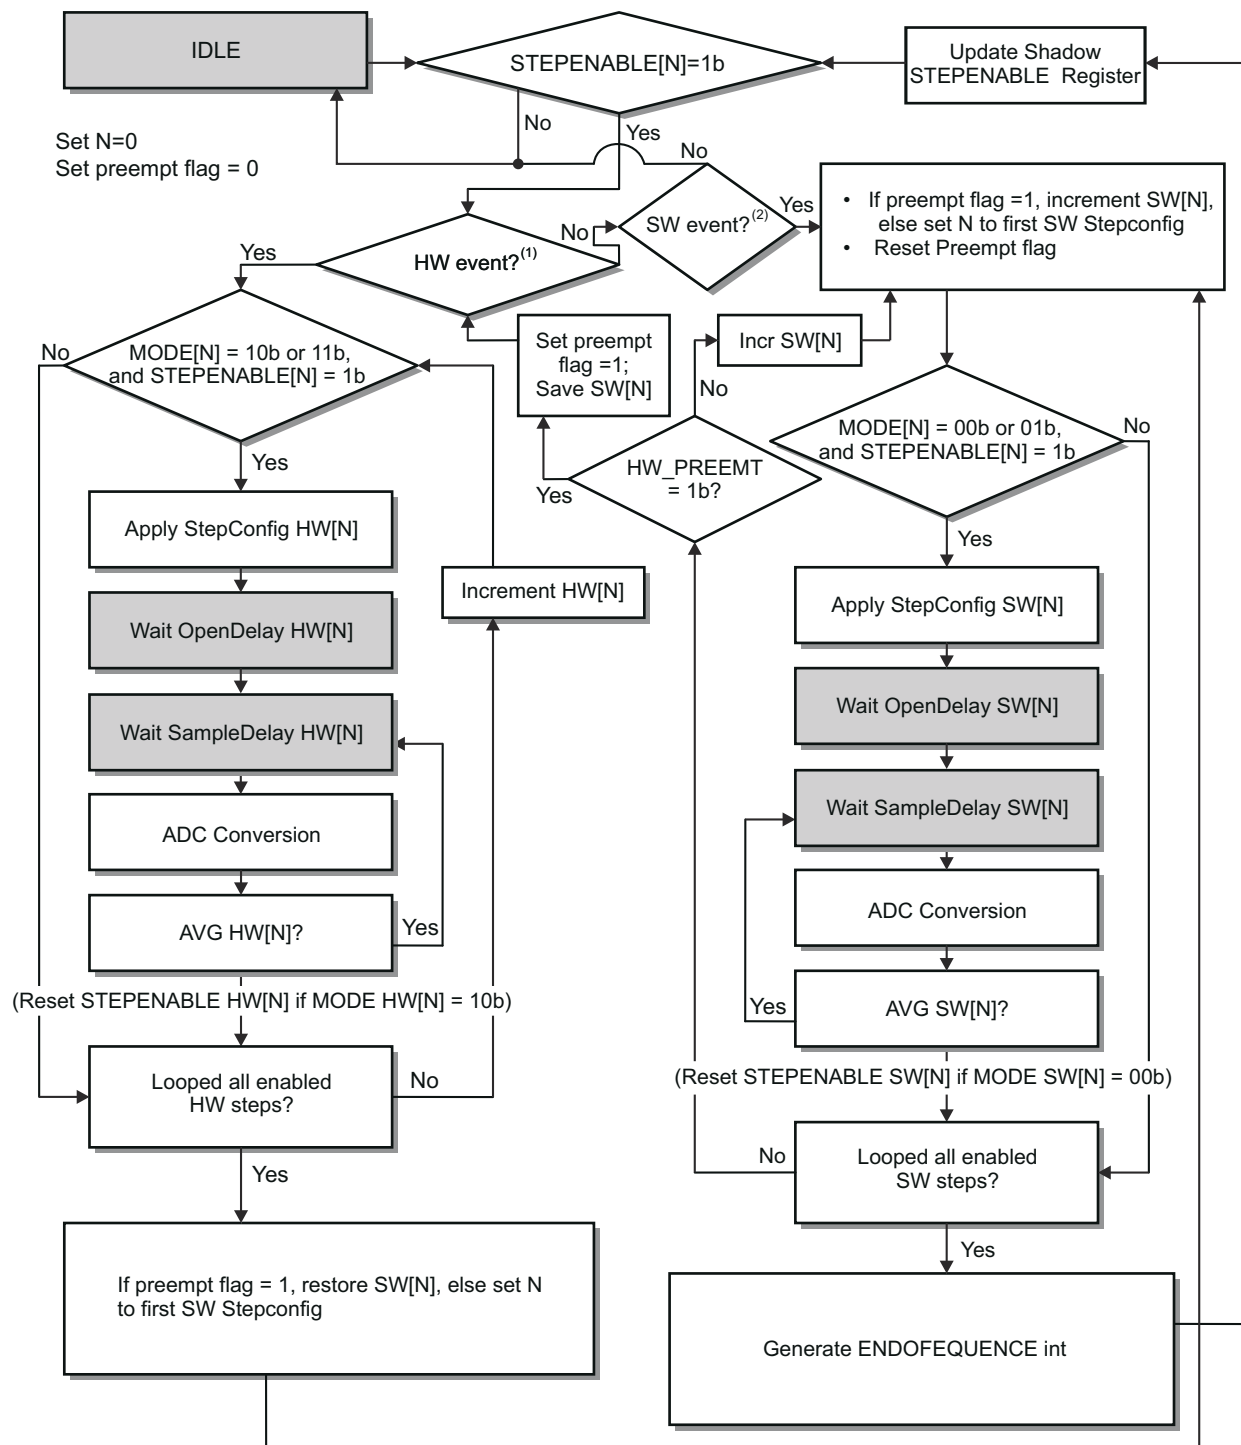 IDLE
STEPENABLE[N]=1b
Update Shadow
STEPENABLE Register
No
Yes
Set N=0
Set preempt flag = 0
No
SW event?(2)
Yes
• If preempt flag =1, increment SW[N],
else set N to first SW Stepconfig
• Reset Preempt flag
No
Yes
HW event?(1)
No
MODE[N] = 10b or 11b,
and STEPENABLE[N] = 1b
Set preempt
flag =1;
Save SW[N]
Incr SW[N]
No
MODE[N] = 00b or 01b,
and STEPENABLE[N] = 1b
No
Yes
HW_PREEMT
= 1b?
Yes
Yes
Apply StepConfig HW[N]
Increment HW[N]
Apply StepConfig SW[N]
Wait OpenDelay HW[N]
Wait OpenDelay SW[N]
Wait SampleDelay HW[N]
Wait SampleDelay SW[N]
ADC Conversion
ADC Conversion
AVG HW[N]?
Yes
AVG SW[N]?
Yes
(Reset STEPENABLE HW[N] if MODE HW[N] = 10b)
(Reset STEPENABLE SW[N] if MODE SW[N] = 00b)
Looped all enabled
HW steps?
No
Looped all enabled
SW steps?
No
Yes
Yes
If preempt flag = 1, restore SW[N], else set N
to first SW Stepconfig
Generate ENDOFEQUENCE int